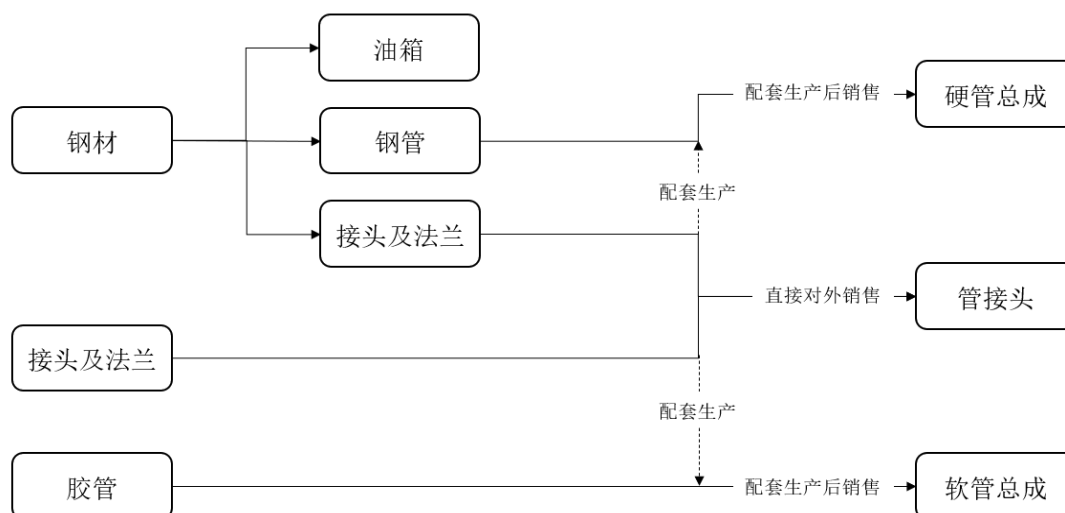 油箱
配套生产后销售
硬管总成
钢材
钢管
配套生产
接头及法兰
直接对外销售
管接头
接头及法兰
配套生产
胶管
配套生产后销售
软管总成